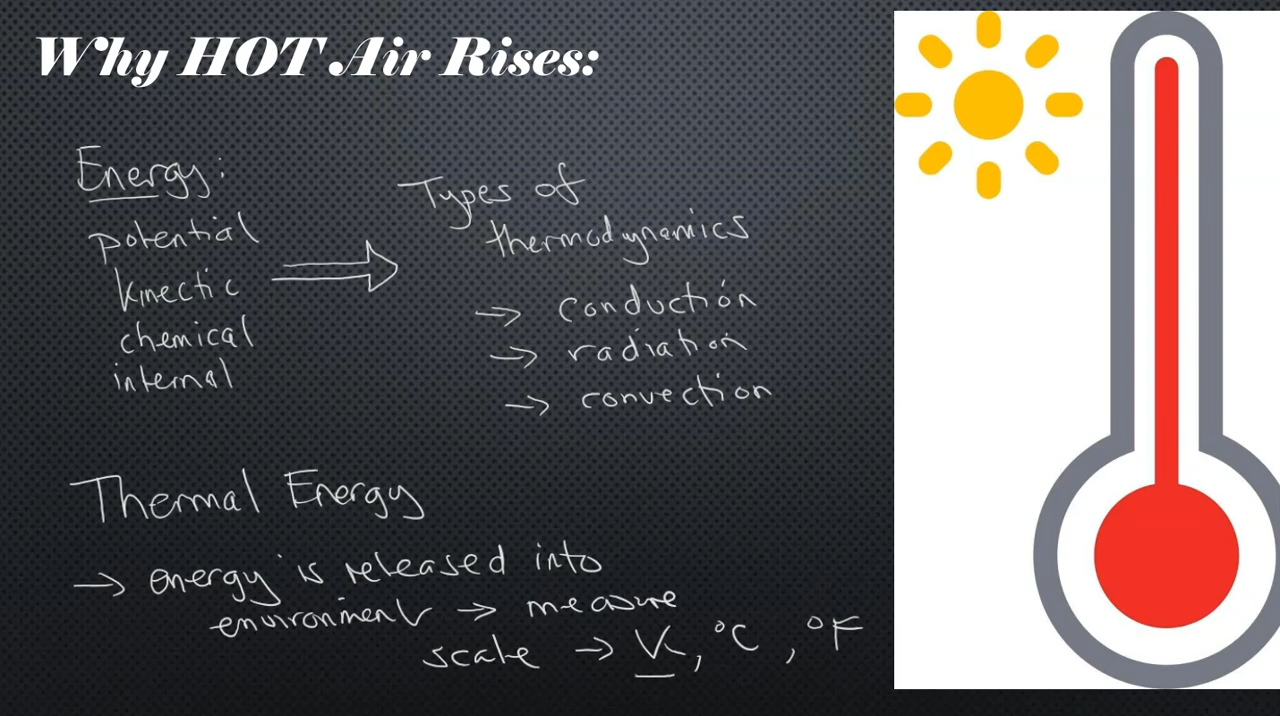 Why HOT Air Rises:
Energy:
potential
kinectic
chemical
internal
Types of
thermodynamics
→ conduction
→ radiation
→ convection
Thermal Energy
→ energy is released into
environment → measure
scale → K, °C, °F